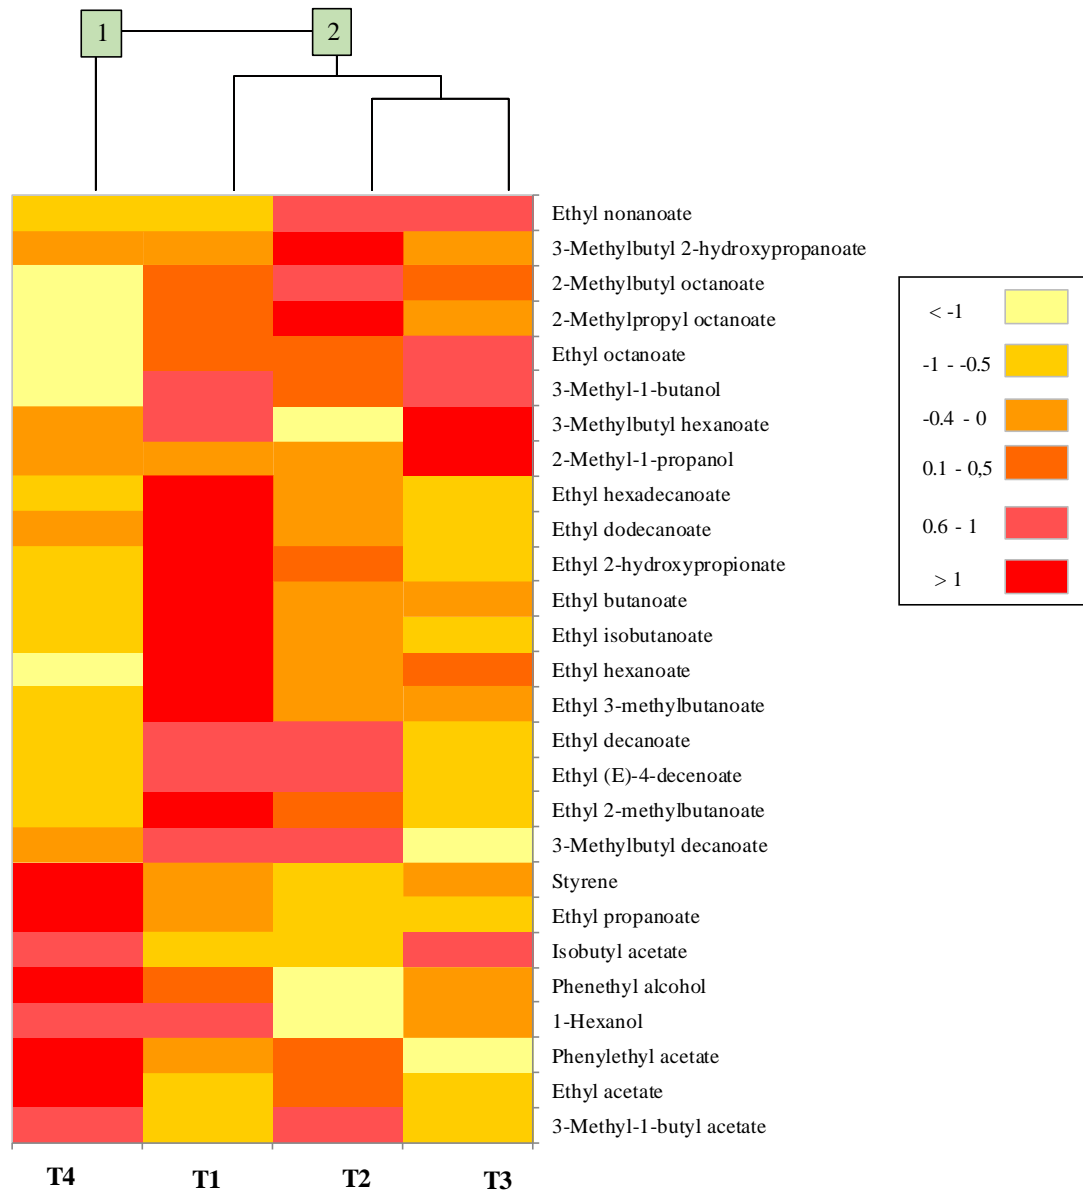 1
2
Ethyl nonanoate
3-Methylbutyl 2-hydroxypropanoate
2-Methylbutyl octanoate
2-Methylpropyl octanoate
Ethyl octanoate
3-Methyl-1-butanol
3-Methylbutyl hexanoate
2-Methyl-1-propanol
Ethyl hexadecanoate
Ethyl dodecanoate
Ethyl 2-hydroxypropionate
Ethyl butanoate
Ethyl isobutanoate
Ethyl hexanoate
Ethyl 3-methylbutanoate
Ethyl decanoate
Ethyl (E)-4-decenoate
Ethyl 2-methylbutanoate
3-Methylbutyl decanoate
Styrene
Ethyl propanoate
Isobutyl acetate
Phenethyl alcohol
1-Hexanol
Phenylethyl acetate
Ethyl acetate
3-Methyl-1-butyl acetate
< -1
-1 - -0.5
-0.4 - 0
0.1 - 0,5
0.6 - 1
> 1
T4 T1 T2 T3